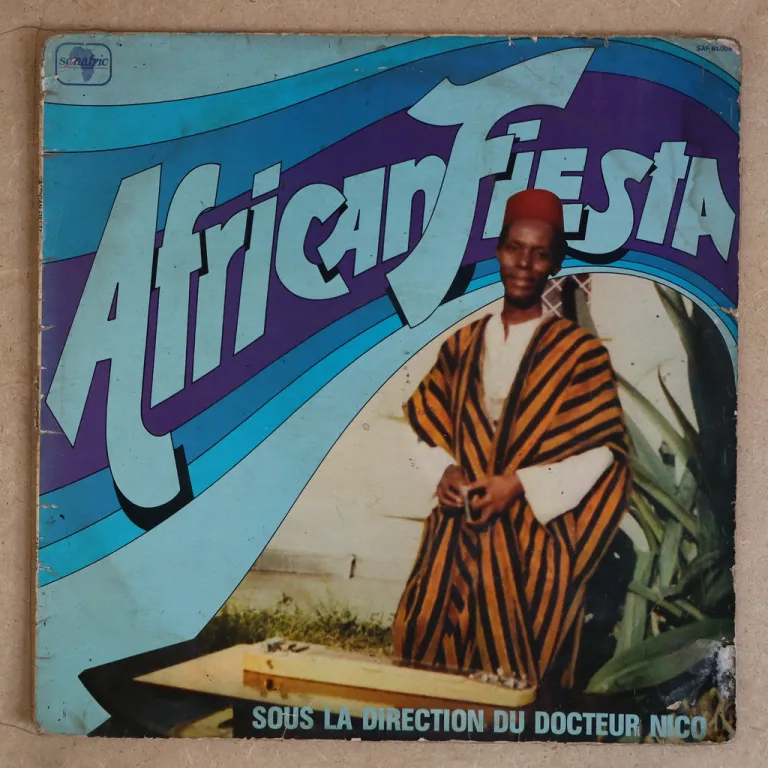 sonafric
AFRICAN FIESTA
SOUS LA DIRECTION DU DOCTEUR NICO